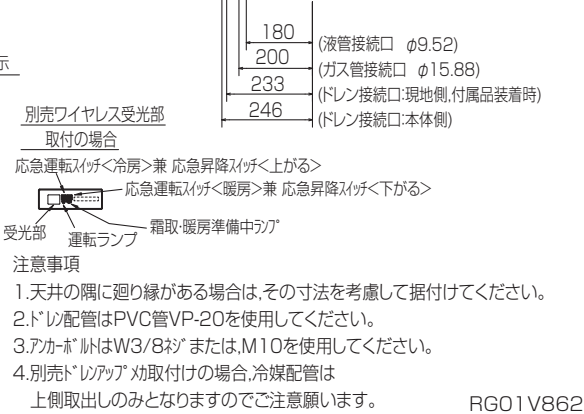 示
180 (液管接続口 φ9.52)
200 (ガス管接続口 φ15.88)
233 (ドレン接続口:現地側,付属品装着時)
246 (ドレン接続口:本体側)
別売ワイヤレス受光部
取付の場合
応急運転スイッチ<冷房>兼 応急昇降スイッチ<上がる>
応急運転スイッチ<暖房>兼 応急昇降スイッチ<下がる>
霜取・暖房準備中ランプ
受光部
運転ランプ
注意事項
1.天井の隅に廻り縁がある場合は,その寸法を考慮して据付けてください。
2.ドレン配管はPVC管VP-20を使用してください。
3.アンカーボルトはW3/8ネジまたは,M10を使用してください。
4.別売ドレンアップメカ取付けの場合,冷媒配管は
上側取出しのみとなりますのでご注意願います。
RG01V862